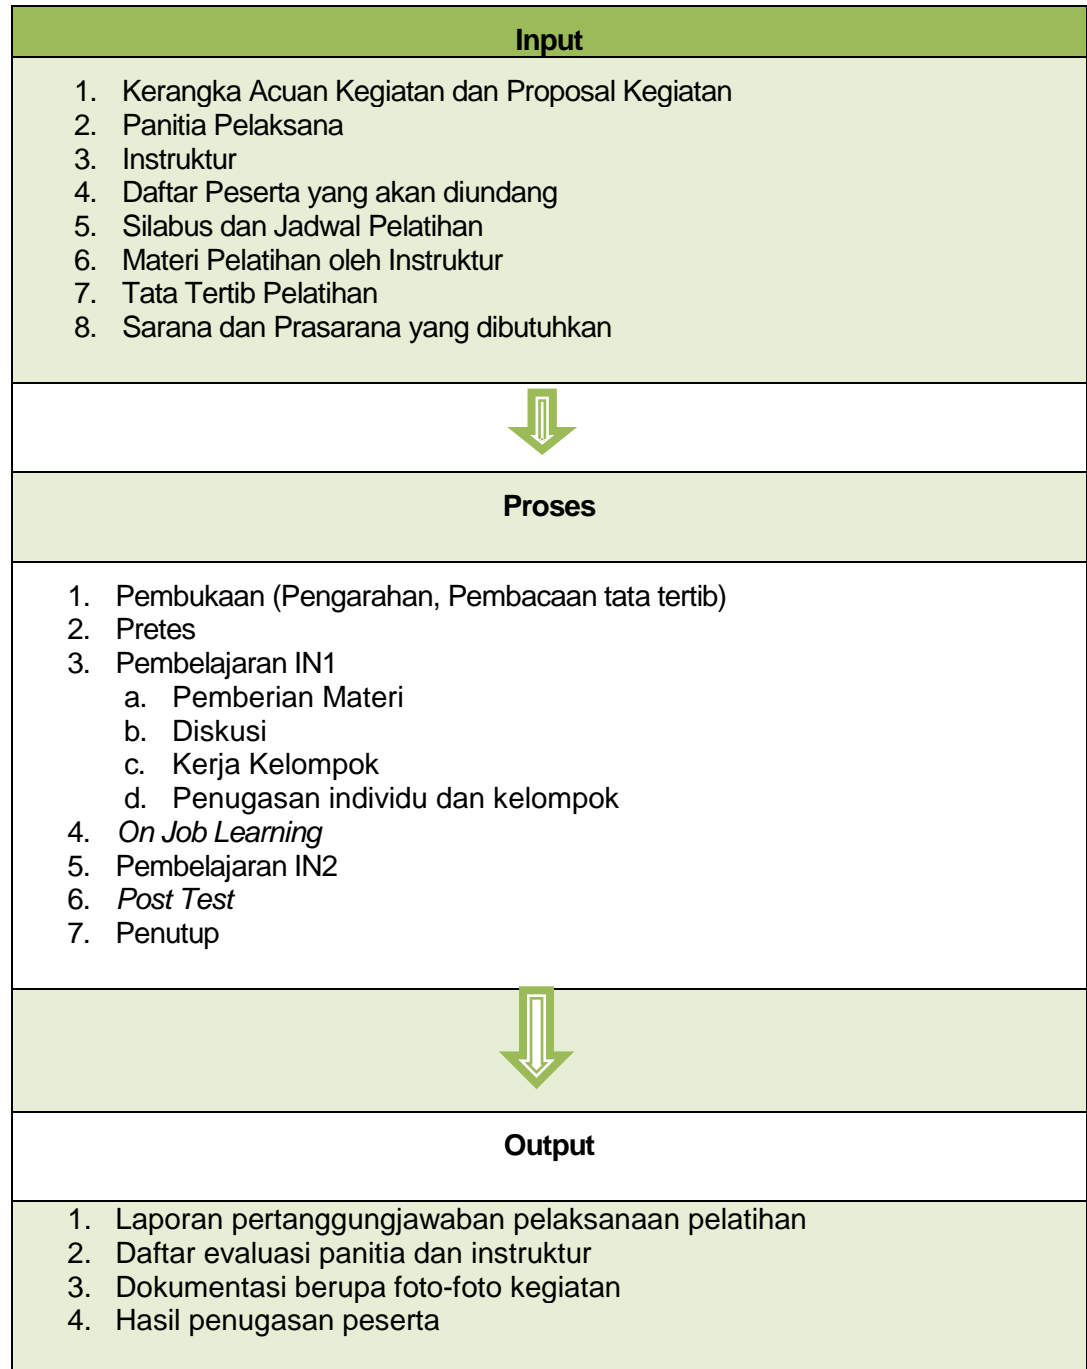 Input
1. Kerangka Acuan Kegiatan dan Proposal Kegiatan
2. Panitia Pelaksana
3. Instruktur
4. Daftar Peserta yang akan diundang
5. Silabus dan Jadwal Pelatihan
6. Materi Pelatihan oleh Instruktur
7. Tata Tertib Pelatihan
8. Sarana dan Prasarana yang dibutuhkan
Proses
1. Pembukaan (Pengarahan, Pembacaan tata tertib)
2. Pretes
3. Pembelajaran IN1
a. Pemberian Materi
b. Diskusi
c. Kerja Kelompok
d. Penugasan individu dan kelompok
4. On Job Learning
5. Pembelajaran IN2
6. Post Test
7. Penutup
Output
1. Laporan pertanggungjawaban pelaksanaan pelatihan
2. Daftar evaluasi panitia dan instruktur
3. Dokumentasi berupa foto-foto kegiatan
4. Hasil penugasan peserta